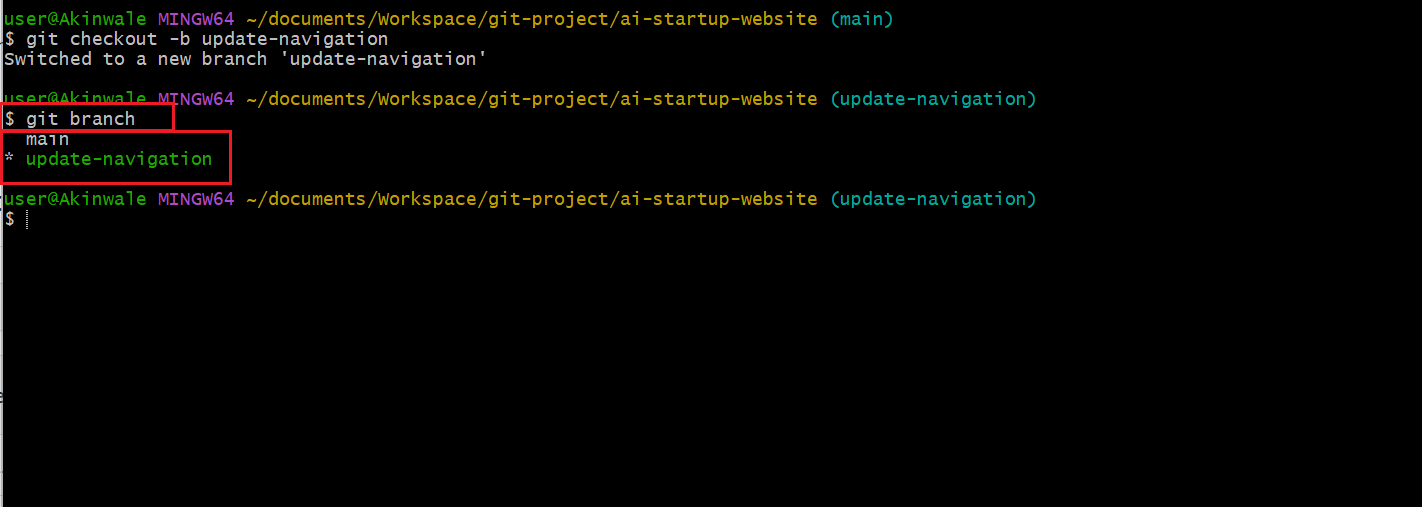 user@Akinwale MINGW64 ~/documents/Workspace/git-project/ai-startup-website (main)
$ git checkout -b update-navigation
Switched to a new branch 'update-navigation'
user@Akinwale MINGW64 ~/documents/Workspace/git-project/ai-startup-website (update-navigation)
$ git branch
  main
* update-navigation
user@Akinwale MINGW64 ~/documents/Workspace/git-project/ai-startup-website (update-navigation)
$